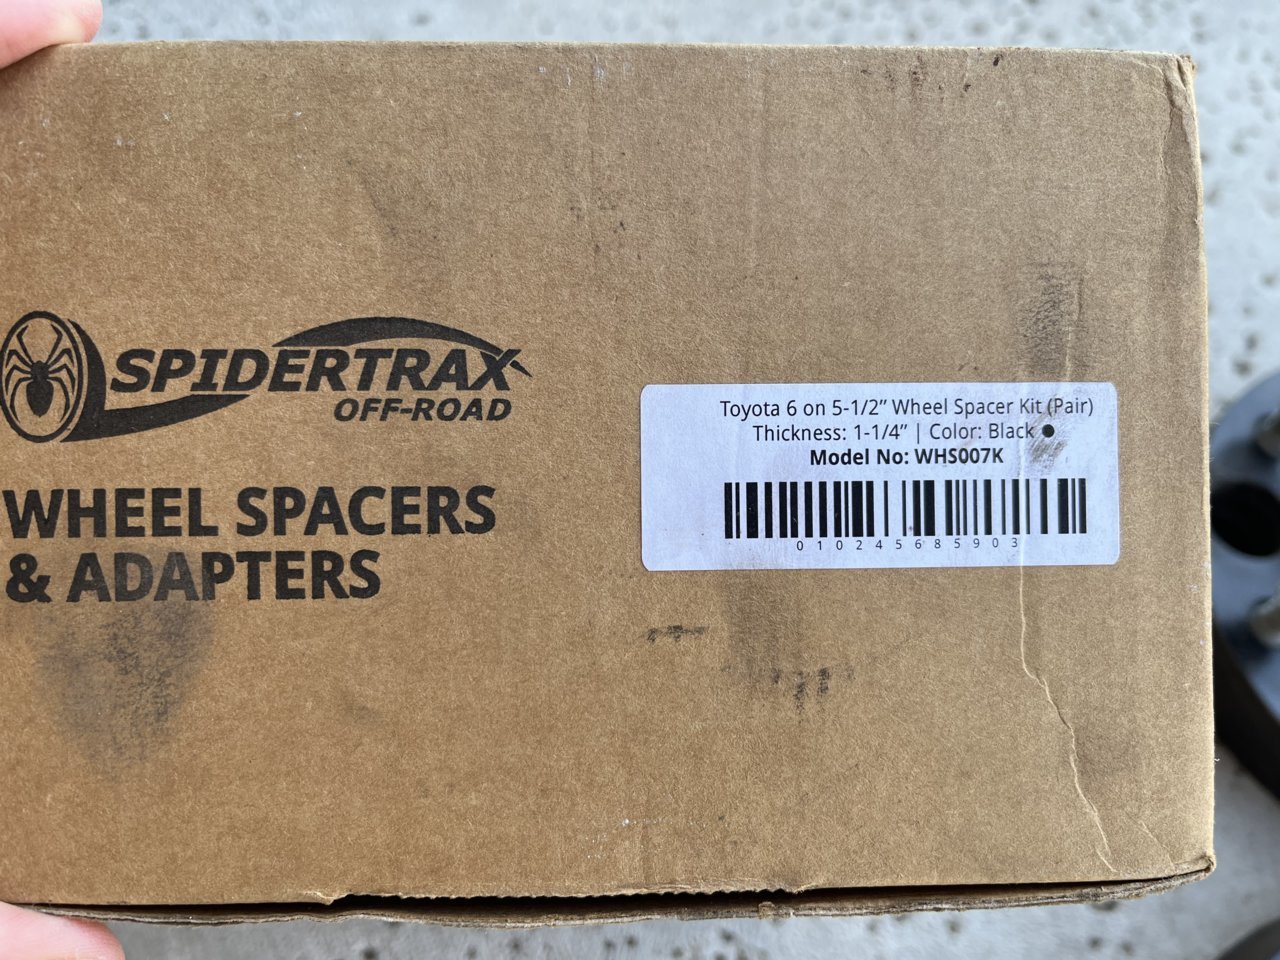 SPIDERTRAX
OFF-ROAD
WHEEL SPACERS
& ADAPTERS
Toyota 6 on 5-1/2” Wheel Spacer Kit (Pair)
Thickness: 1-1/4” | Color: Black ●
Model No: WHS007K
010245685903